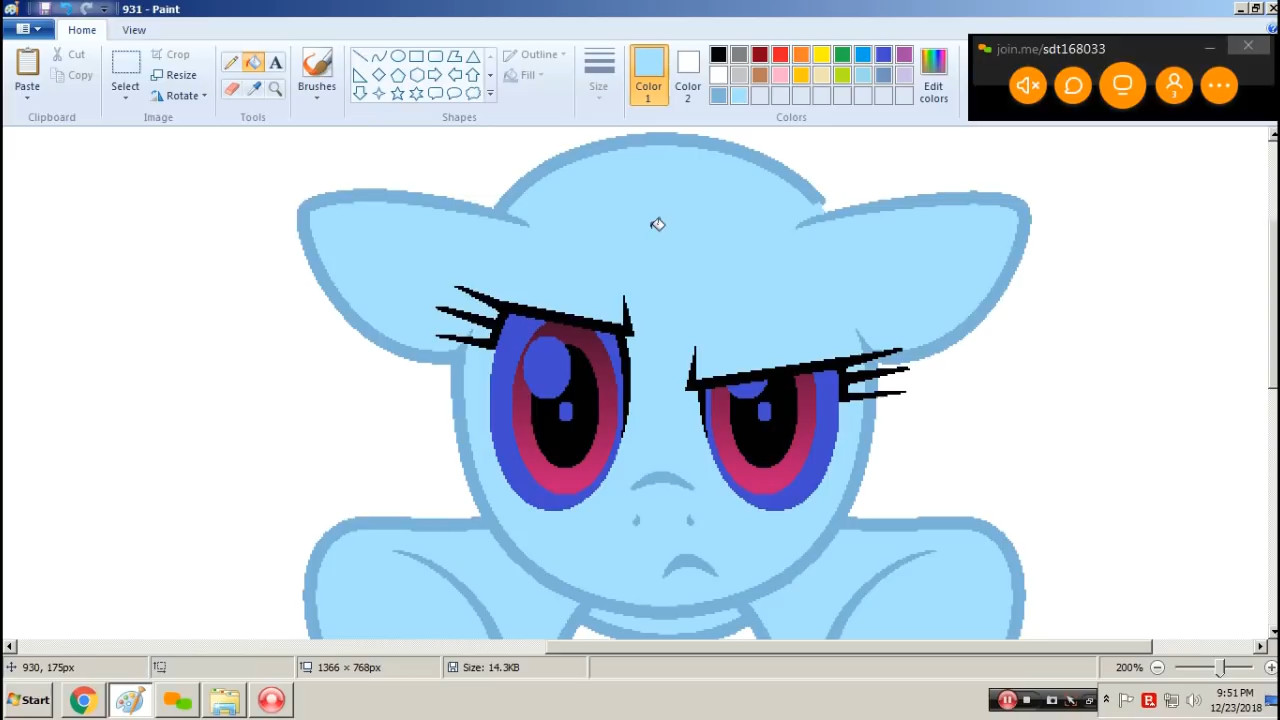 931 - Paint
Home
View
Paste
Cut
Copy
Clipboard
Select
Crop
Resize
Rotate
Image
A
Tools
Brushes
Shapes
Outline
Fill
Size
Color 1
Color 2
Edit colors
Colors
join.me/sdt168033
3
930, 175px
1366 × 768px
Size: 14.3KB
200%
Start
B
9:51 PM
12/23/2018